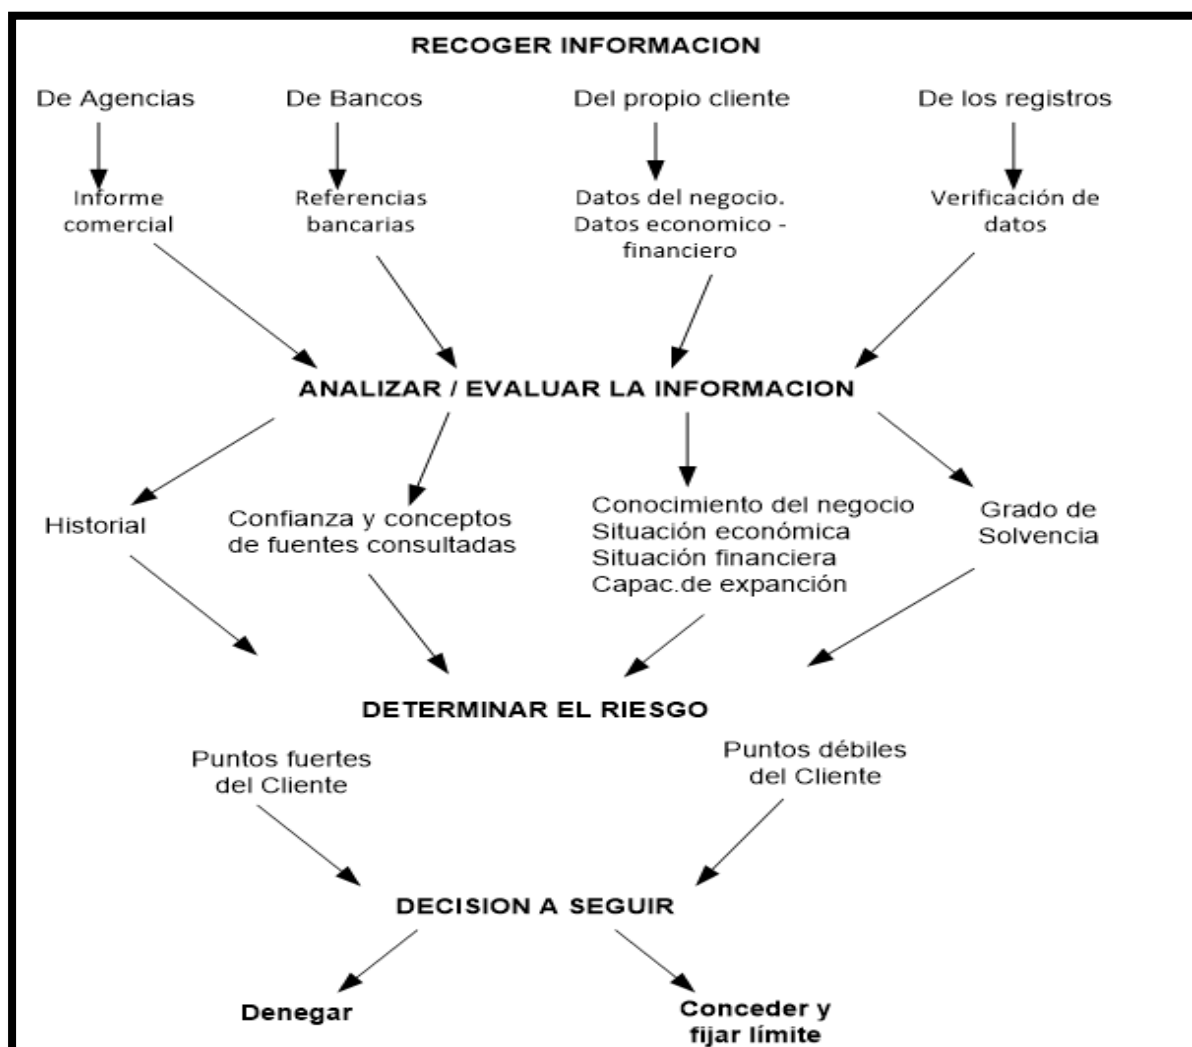 RECOGER INFORMACION
De Agencias
De Bancos
Del propio cliente
De los registros
Informe
comercial
Referencias
bancarias
Datos del negocio.
Datos economico -
financiero
Verificación de
datos
ANALIZAR / EVALUAR LA INFORMACION
Historial
Confianza y conceptos
de fuentes consultadas
Conocimiento del negocio
Situación económica
Situación financiera
Capac.de expanción
Grado de
Solvencia
DETERMINAR EL RIESGO
Puntos fuertes
del Cliente
Puntos débiles
del Cliente
DECISION A SEGUIR
Denegar
Conceder y
fijar límite